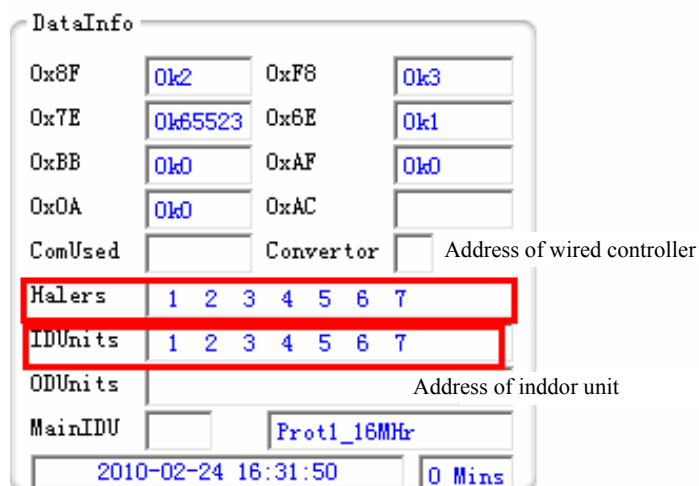 DataInfo
0x8F 0k2 0xF8 0k3
0x7E 0k65523 0x6E 0k1
0xBB 0k0 0xAF 0k0
0x0A 0k0 0xAC
ComUsed Convertor Address of wired controller
Halers 1 2 3 4 5 6 7
IDUnits 1 2 3 4 5 6 7
ODUnits Address of inddor unit
MainIDU Prot1_16MHr
2010-02-24 16:31:50 0 Mins